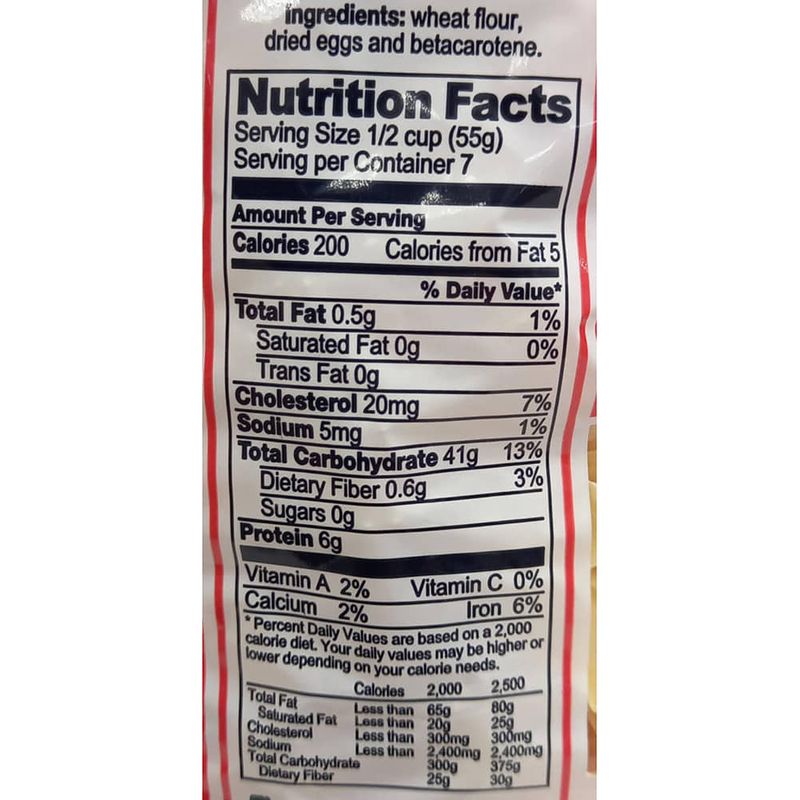 Ingredients: wheat flour,
dried eggs and betacarotene.
Nutrition Facts
Serving Size 1/2 cup (55g)
Serving per Container 7
Amount Per Serving
Calories 200 Calories from Fat 5
% Daily Value*
Total Fat 0.5g 1%
Saturated Fat 0g 0%
Trans Fat 0g
Cholesterol 20mg 7%
Sodium 5mg 1%
Total Carbohydrate 41g 13%
Dietary Fiber 0.6g 3%
Sugars 0g
Protein 6g
Vitamin A 2% Vitamin C 0%
Calcium 2% Iron 6%
* Percent Daily Values are based on a 2,000
calorie diet. Your daily values may be higher or
lower depending on your calorie needs.
Calories 2,000 2,500
Total Fat Less than 65g 80g
Saturated Fat Less than 20g 25g
Cholesterol Less than 300mg 300mg
Sodium Less than 2,400mg 2,400mg
Total Carbohydrate 300g 375g
Dietary Fiber 25g 30g